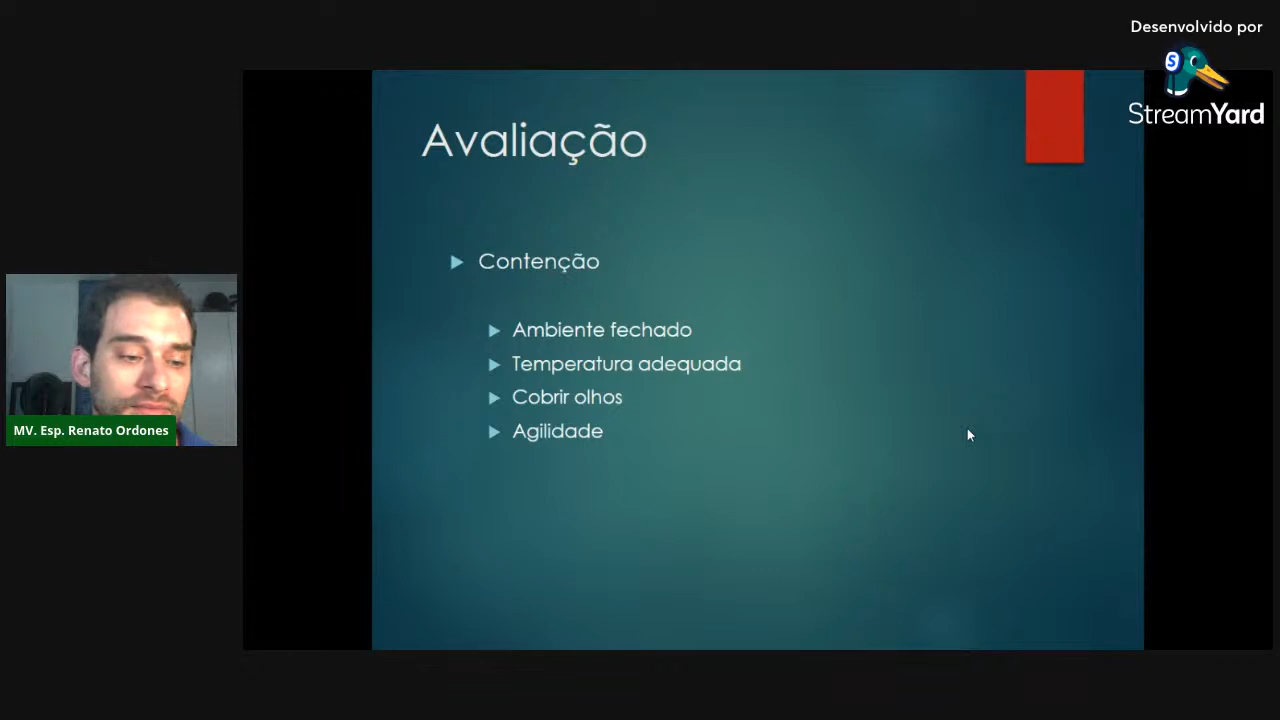 Desenvolvido por
S
StreamYard
Avaliação
Contenção
Ambiente fechado
Temperatura adequada
Cobrir olhos
Agilidade
MV. Esp. Renato Ordones